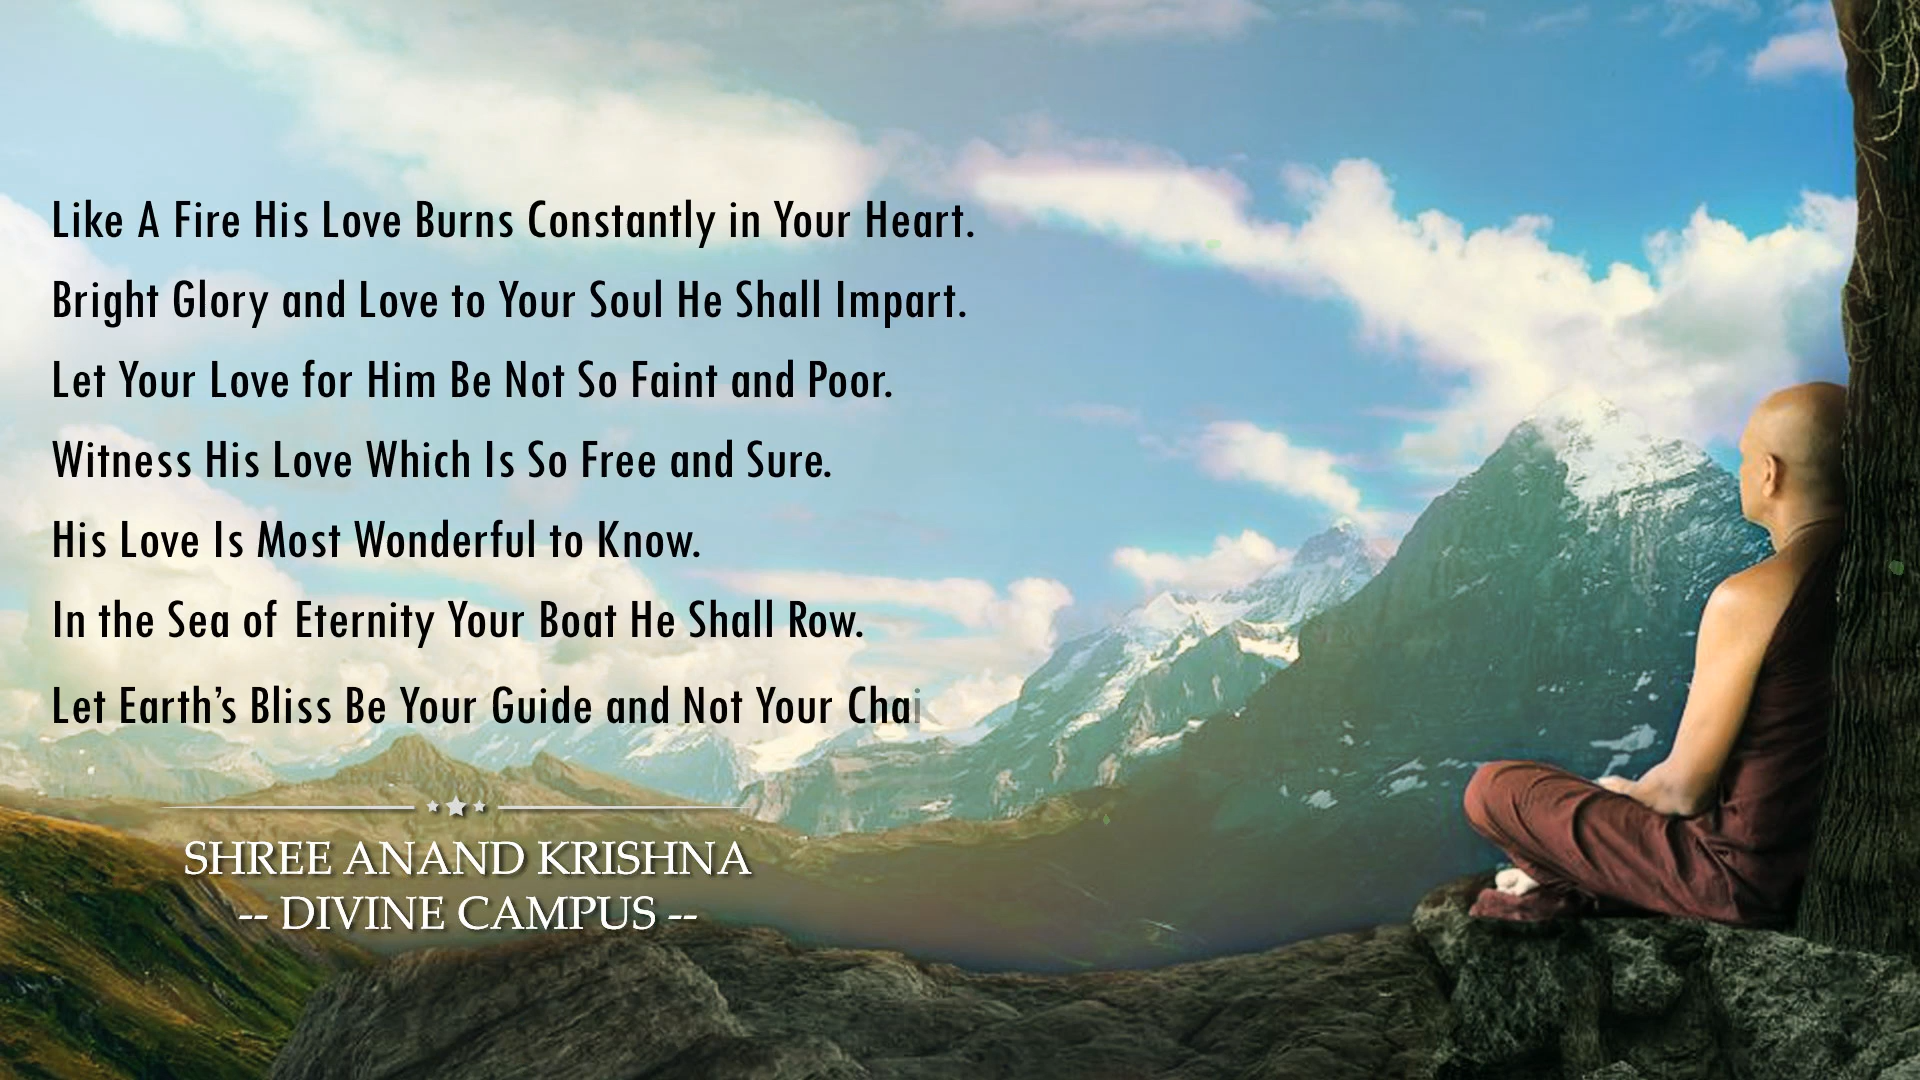 Like A Fire His Love Burns Constantly in Your Heart.
Bright Glory and Love to Your Soul He Shall Impart.
Let Your Love for Him Be Not So Faint and Poor.
Witness His Love Which Is So Free and Sure.
His Love Is Most Wonderful to Know.
In the Sea of Eternity Your Boat He Shall Row.
Let Earth’s Bliss Be Your Guide and Not Your Chai
SHREE ANAND KRISHNA
-- DIVINE CAMPUS --